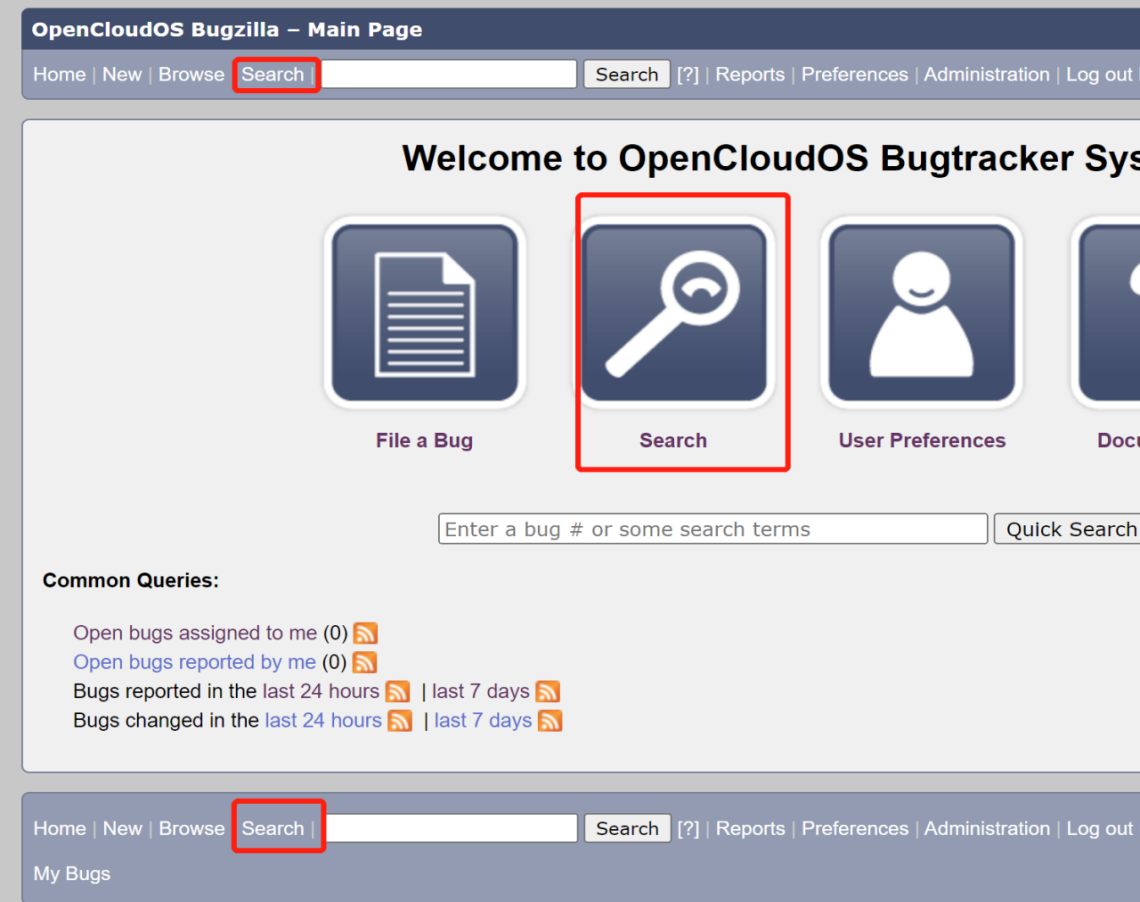 OpenCloudOS Bugzilla – Main Page
Home | New | Browse | Search | Search [?] | Reports | Preferences | Administration | Log out
Welcome to OpenCloudOS Bugtracker Sys
File a Bug Search User Preferences Docu
Enter a bug # or some search terms Quick Search
Common Queries:
Open bugs assigned to me (0)
Open bugs reported by me (0)
Bugs reported in the last 24 hours | last 7 days
Bugs changed in the last 24 hours | last 7 days
Home | New | Browse | Search | Search [?] | Reports | Preferences | Administration | Log out
My Bugs